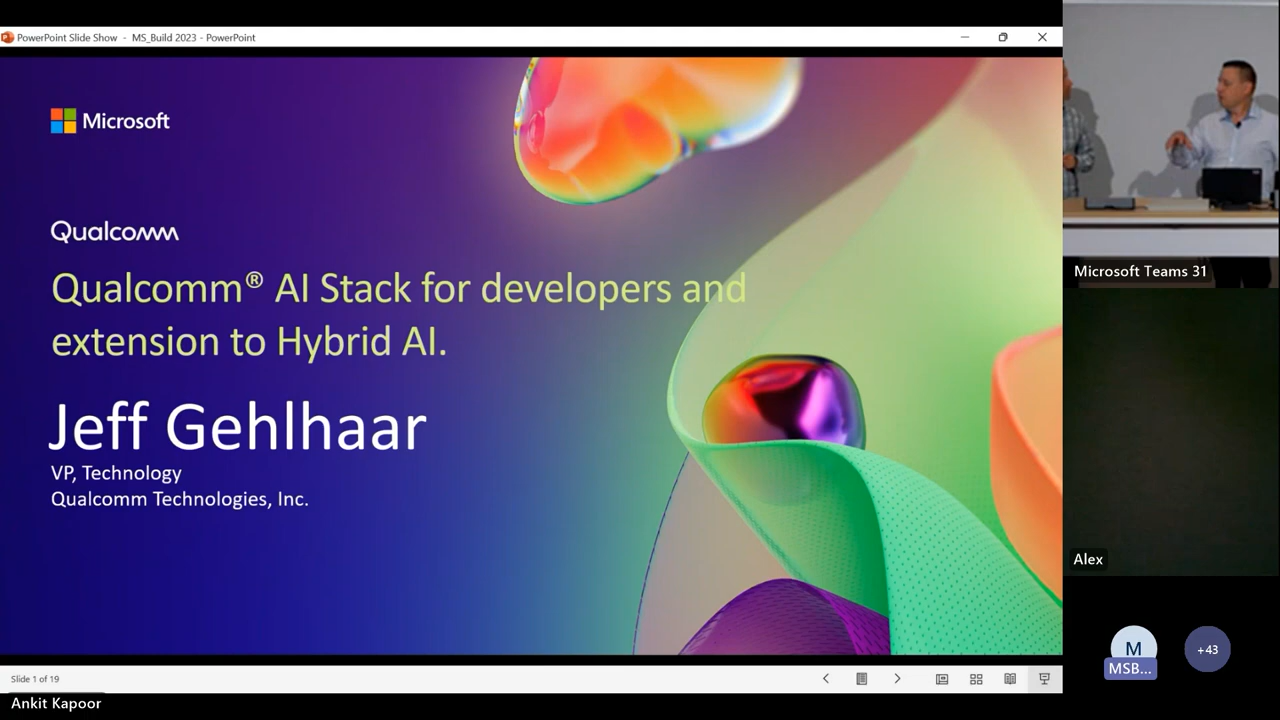 PowerPoint Slide Show - MS_Build 2023 - PowerPoint
Microsoft
Qualcomm
Qualcomm® AI Stack for developers and
extension to Hybrid AI.
Jeff Gehlhaar
VP, Technology
Qualcomm Technologies, Inc.
Slide 1 of 19
Ankit Kapoor
Microsoft Teams 31
Alex
M
MSB...
+43